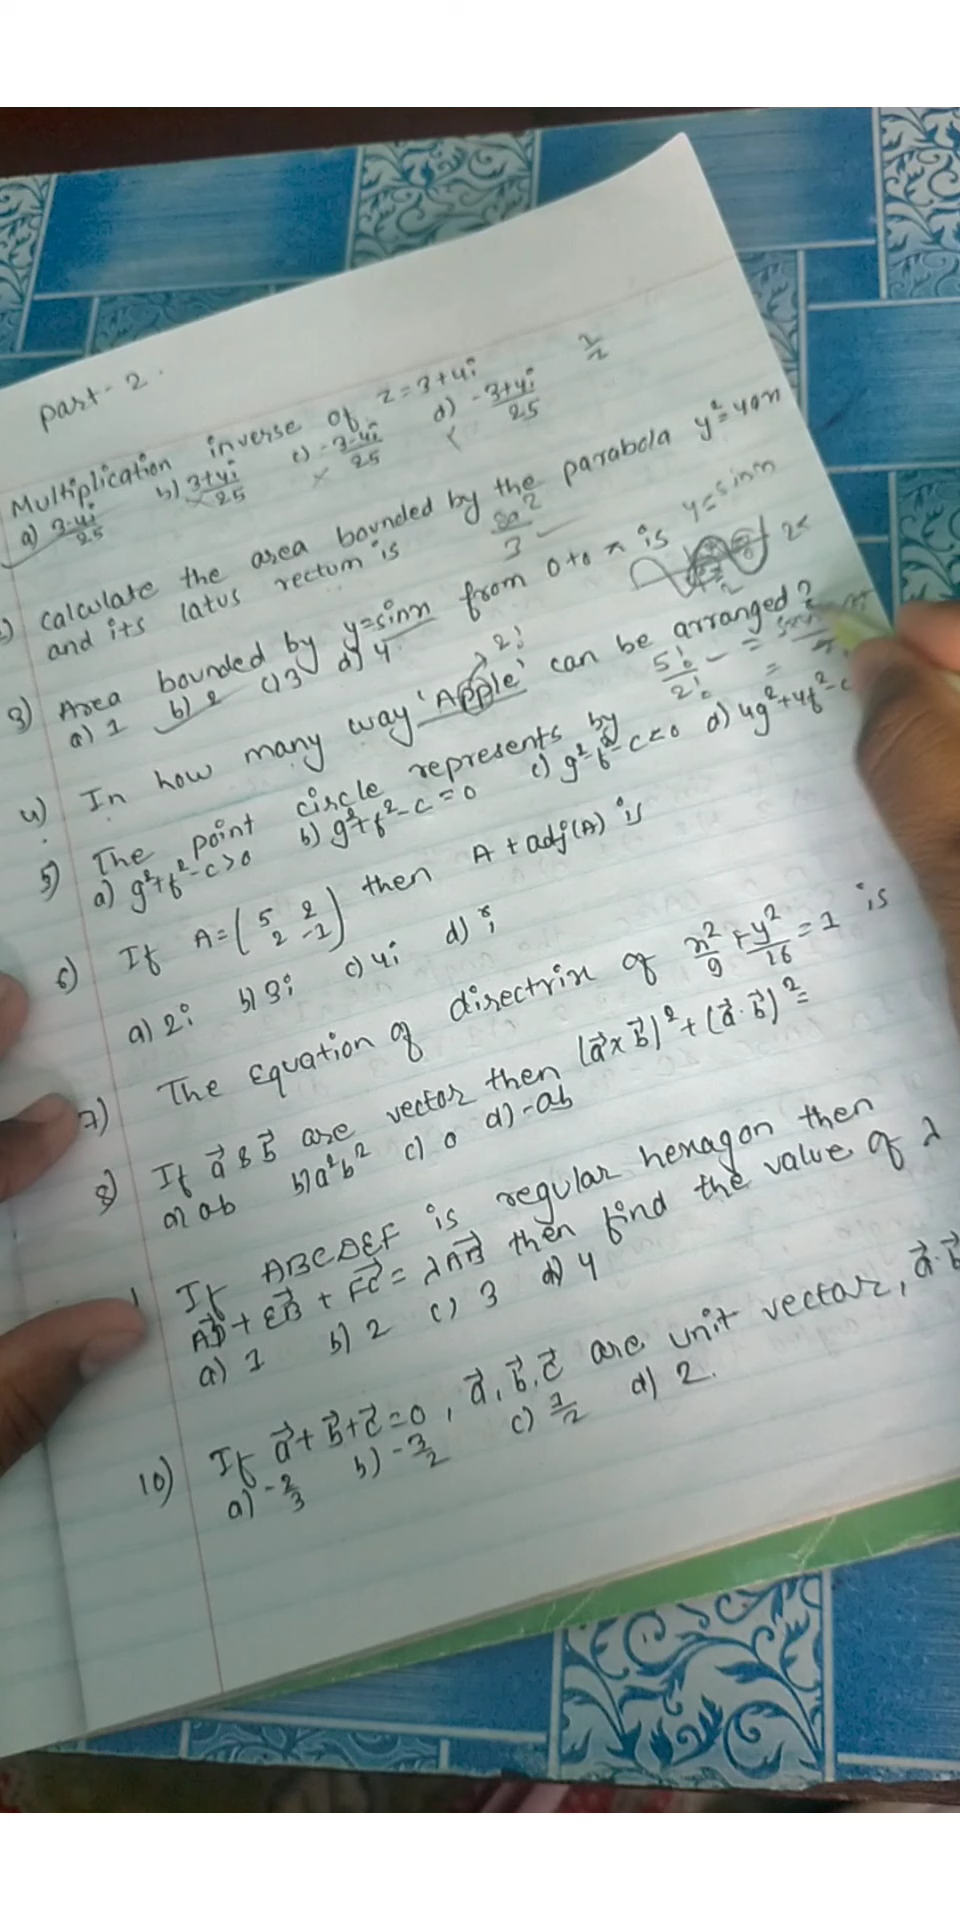 part-2.
Multiplication inverse of z=3+4i 1/2
a) 3-4i/25 b) 3+4i/25 c) -3-4i/25 d) -3+4i/25
) calculate the area bounded by the parabola y²=4ax
and its latus rectum is 8a²/3
3) Area bounded by y=sinx from 0 to π is y=sinx
a) 1 b) 2 c) 3 d) 4
2!
4) In how many way 'Apple' can be arranged?
5!/2! =
5) The point circle represents by
a) g²+f²-c>0 b) g²+f²-c=0 c) g²-f²-c=0 d) 4g²+4f²-c
6) If A=(5 2
2 -1) then A + adj(A) is
a) 2i b) 3i c) 4i d) i
7) The Equation of directrix of x²/9 + y²/16 = 1 is
8) If a⃗ & b⃗ are vector then (a⃗×b⃗)²+(a⃗.b⃗)²=
a) ab b) a²b² c) 0 d) -ab
If ABCDEF is regular hexagon then
AD⃗ + EB⃗ + FC⃗ = λAB⃗ then find the value of λ
a) 1 b) 2 c) 3 d) 4
10) If a⃗+b⃗+c⃗=0, a⃗, b⃗, c⃗ are unit vector, a⃗.b⃗
a) -2/3 b) -3/2 c) 1/2 d) 2.